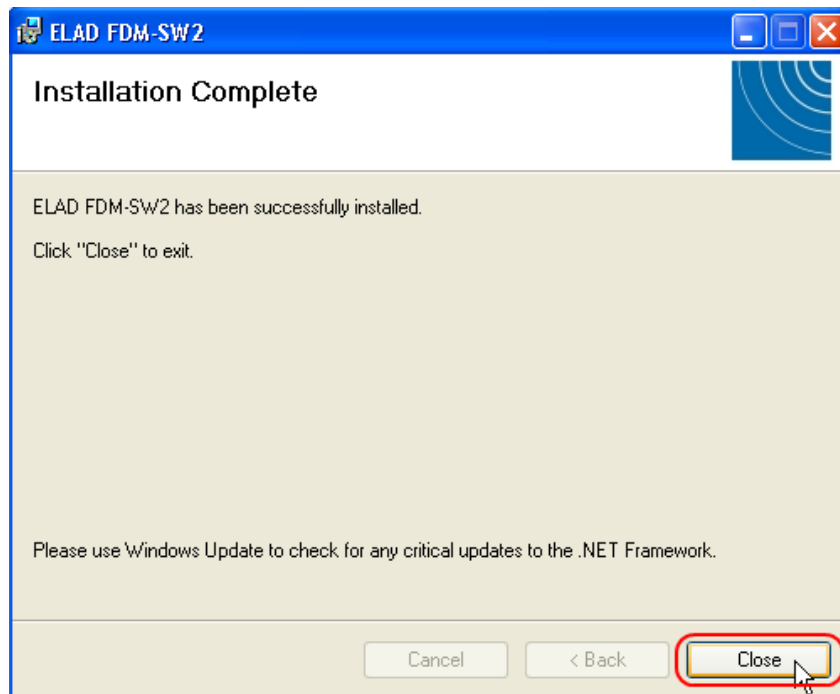 ELAD FDM-SW2
Installation Complete
ELAD FDM-SW2 has been successfully installed.
Click "Close" to exit.
Please use Windows Update to check for any critical updates to the .NET Framework.
Cancel
< Back
Close